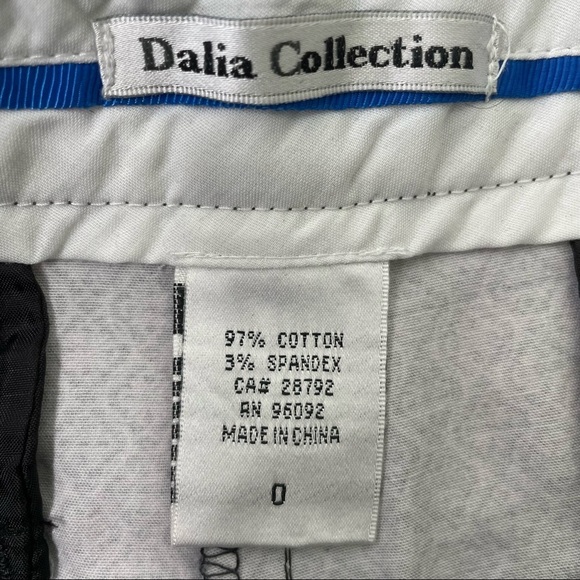 Dalia Collection
97% COTTON
3% SPANDEX
CA# 28792
RN 96092
MADE IN CHINA
0